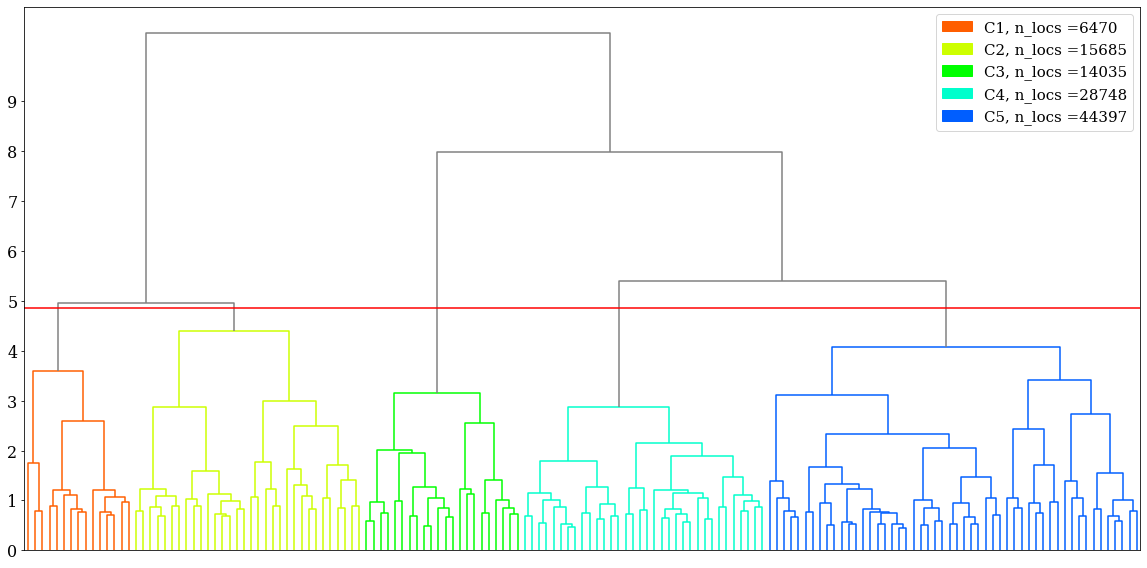 C1, n_locs =6470
C2, n_locs =15685
C3, n_locs =14035
C4, n_locs =28748
C5, n_locs =44397
9
8
7
6
5
4
3
2
1
0